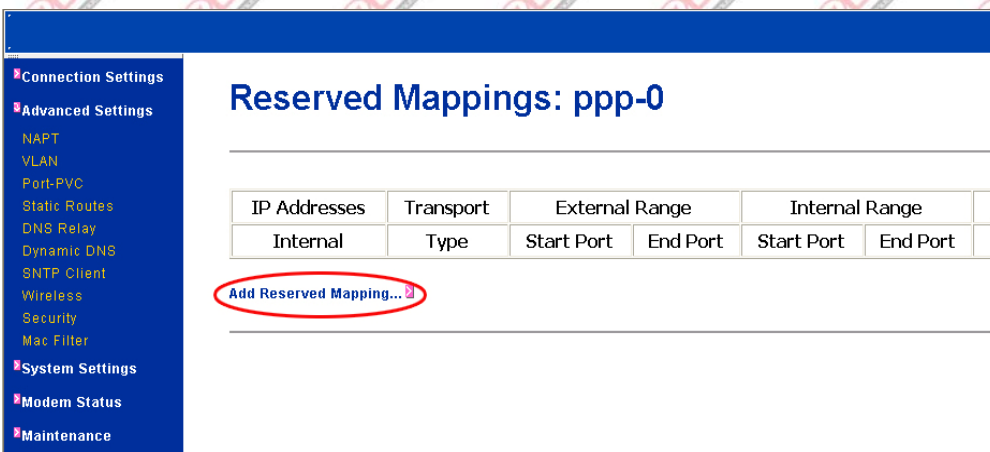 Connection Settings
Advanced Settings
NAPT
VLAN
Port-PVC
Static Routes
DNS Relay
Dynamic DNS
SNTP Client
Wireless
Security
Mac Filter
System Settings
Modem Status
Maintenance
Reserved Mappings: ppp-0
IP Addresses Transport External Range Internal Range
Internal Type Start Port End Port Start Port End Port
Add Reserved Mapping...